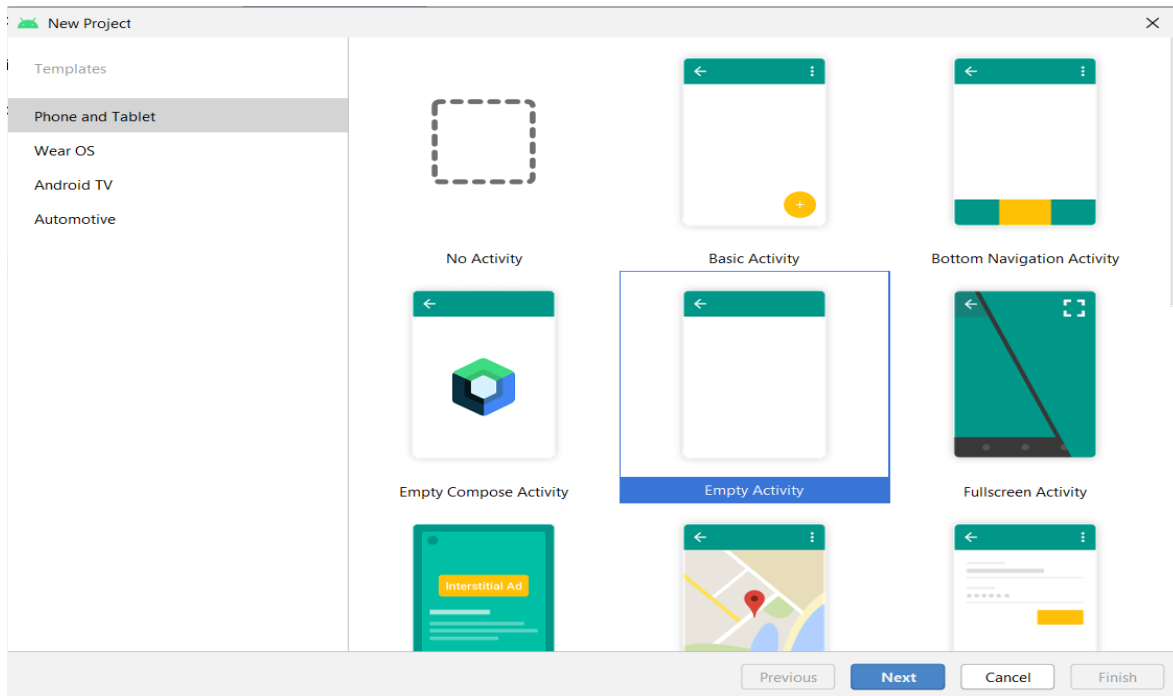 New Project
Templates
Phone and Tablet
Wear OS
Android TV
Automotive
No Activity
Basic Activity
Bottom Navigation Activity
Empty Compose Activity
Empty Activity
Fullscreen Activity
Interstitial Ad
Previous
Next
Cancel
Finish